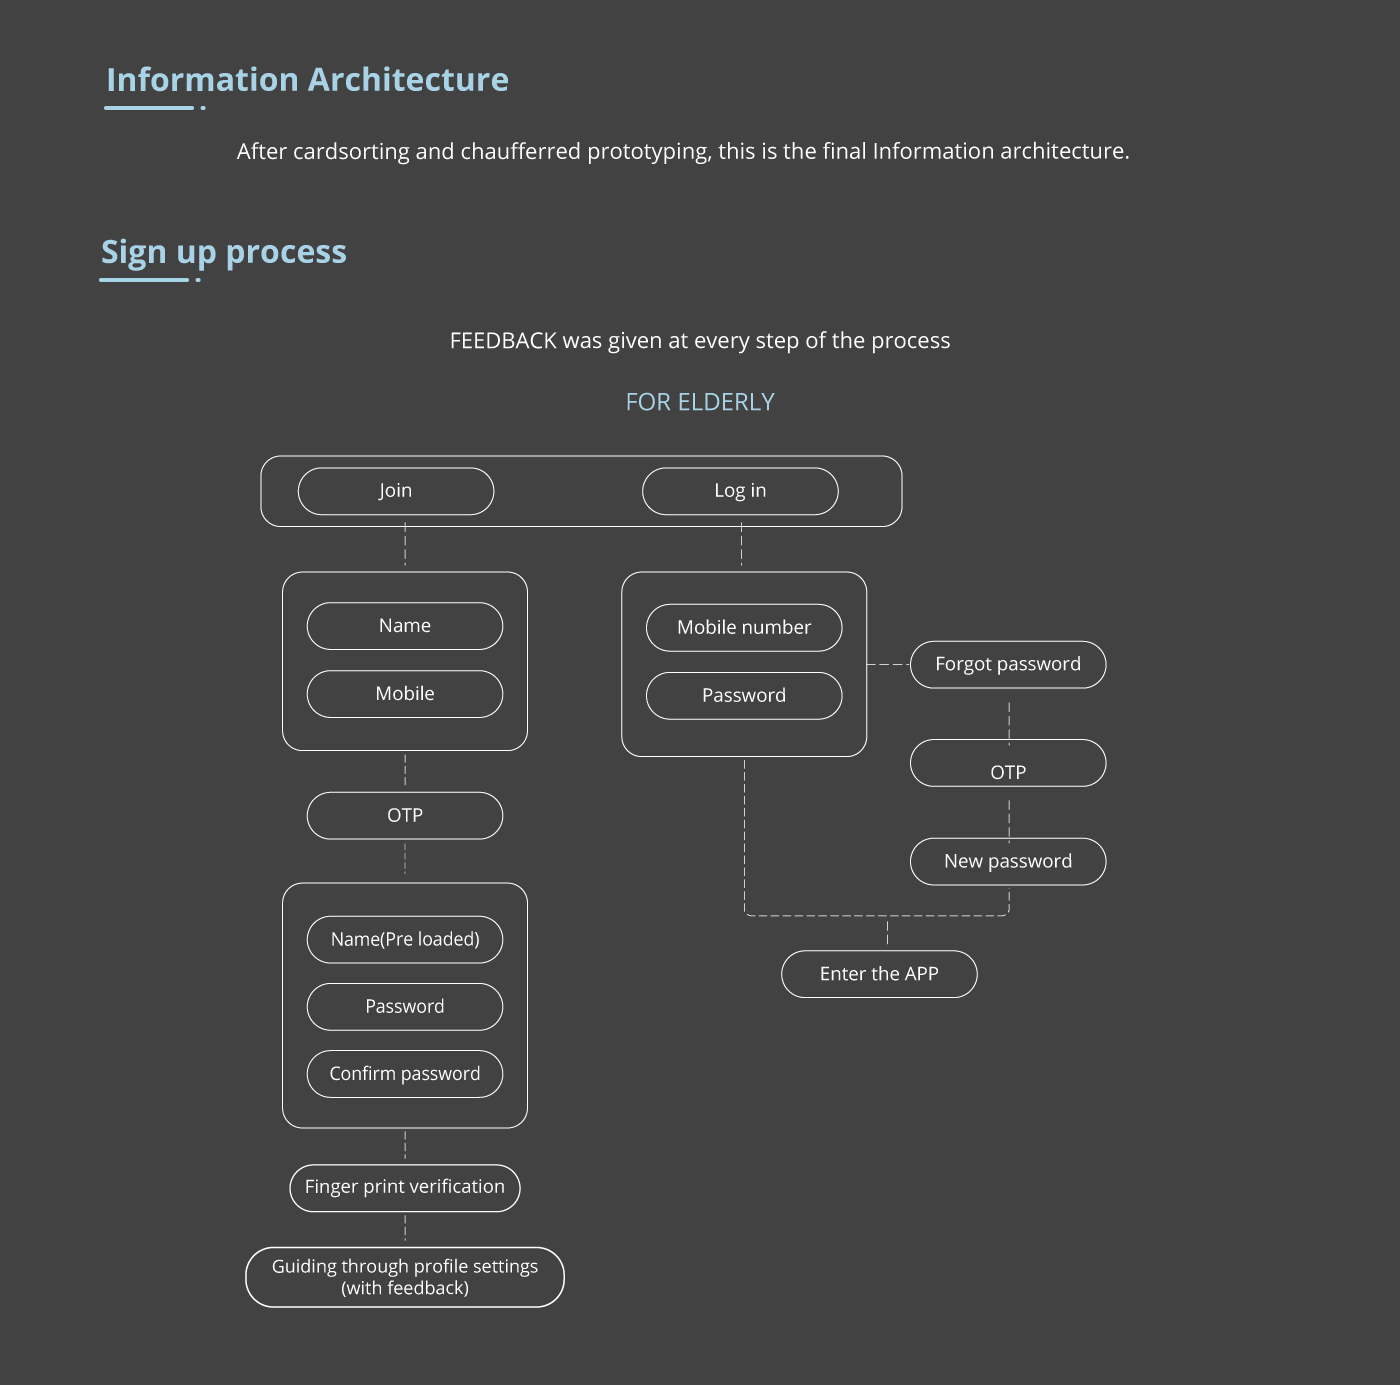 Information Architecture
After cardsorting and chaufferred prototyping, this is the final Information architecture.
Sign up process
FEEDBACK was given at every step of the process
FOR ELDERLY
Join
Log in
Name
Mobile
OTP
Name(Pre loaded)
Password
Confirm password
Finger print verification
Guiding through profile settings
(with feedback)
Mobile number
Password
Forgot password
OTP
New password
Enter the APP